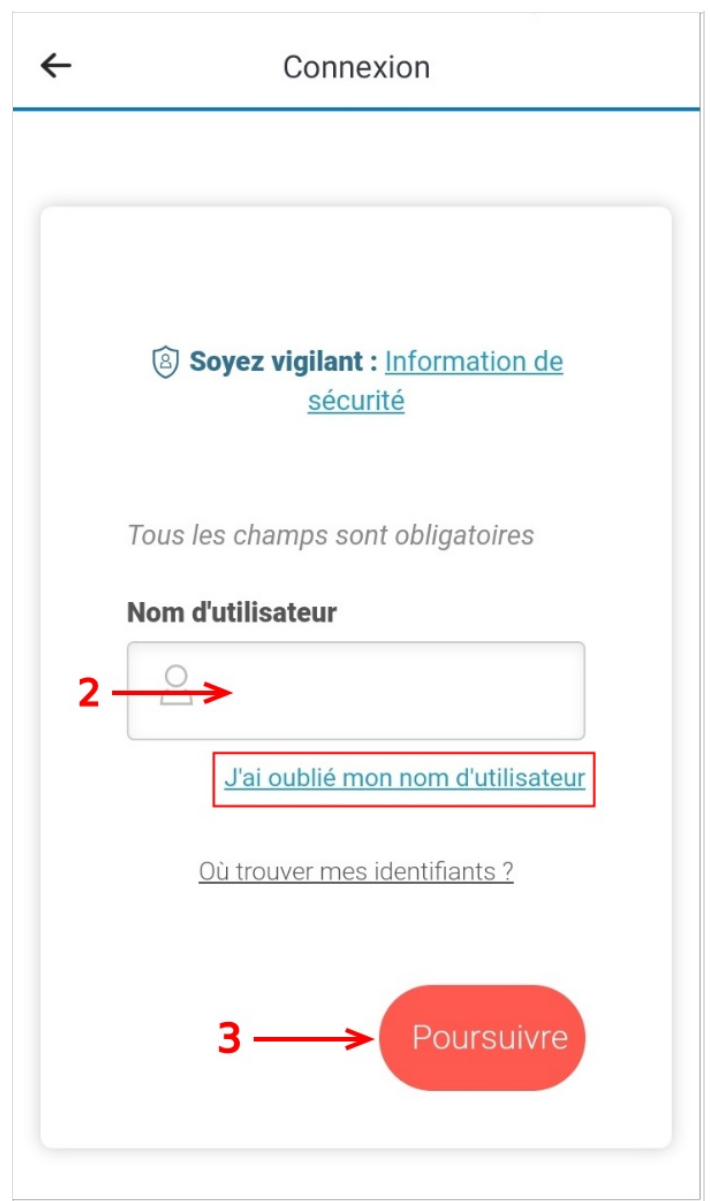 Connexion
Soyez vigilant : Information de
sécurité
Tous les champs sont obligatoires
Nom d'utilisateur
2
J'ai oublié mon nom d'utilisateur
Où trouver mes identifiants ?
3 Poursuivre